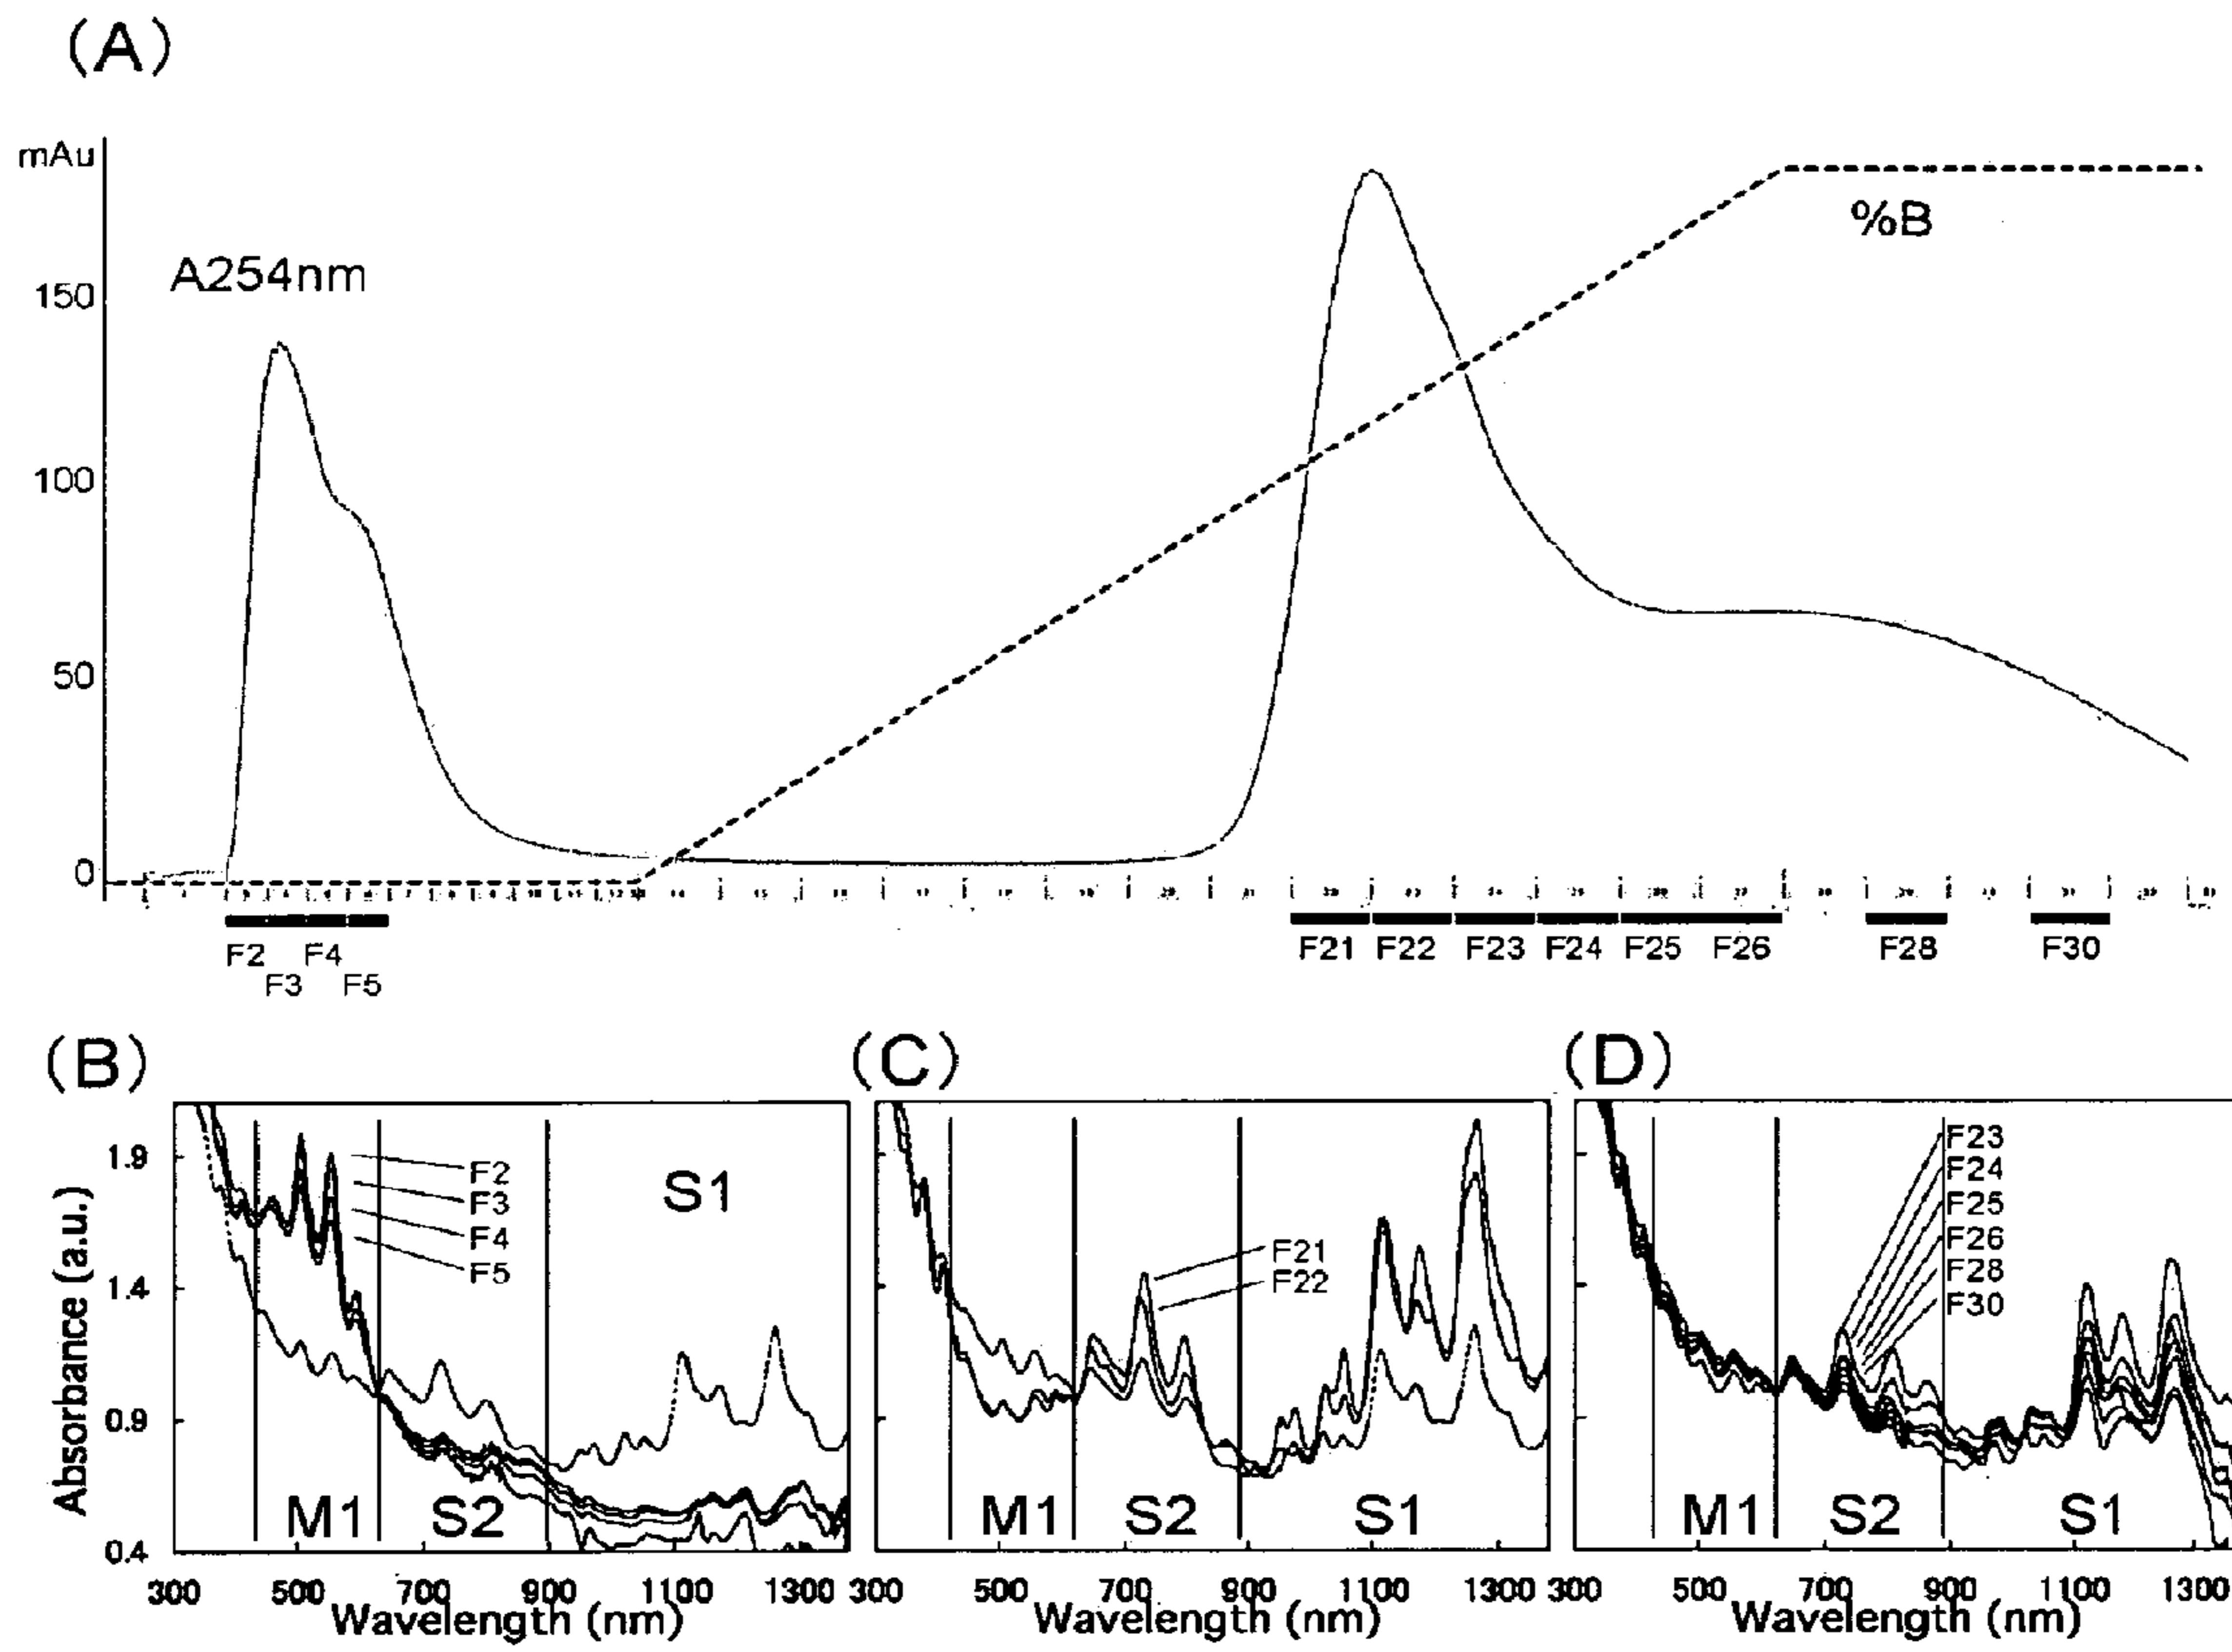 (A)
mAu
A254nm
%B
150
100
50
0
F2 F4 F21 F22 F23 F24 F25 F26 F28 F30
F3 F5
(B) (C) (D)
Absorbance (a.u.)
1.9
1.4
0.9
0.4
F2
F3
F4
F5
S1
M1 S2
300 500 700 900 1100 1300
Wavelength (nm)
F21
F22
M1 S2 S1
300 500 700 900 1100 1300
Wavelength (nm)
F23
F24
F25
F26
F28
F30
M1 S2 S1
300 500 700 900 1100 1300
Wavelength (nm)